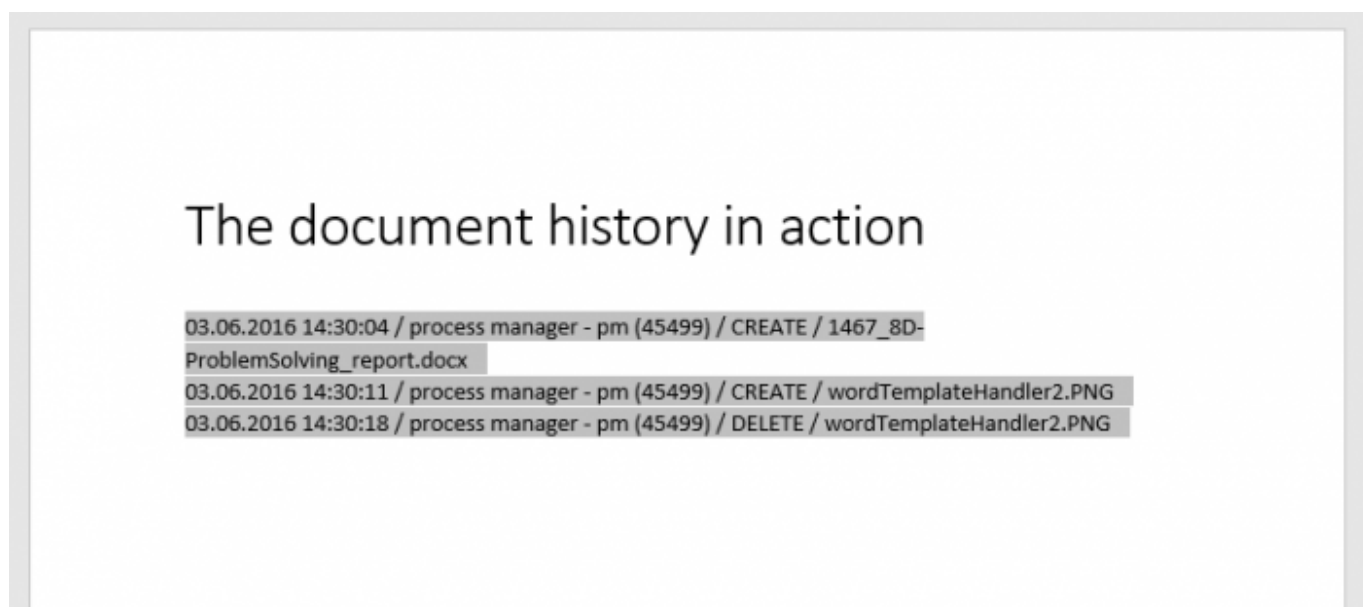 The document history in action
03.06.2016 14:30:04 / process manager - pm (45499) / CREATE / 1467_8D-
ProblemSolving_report.docx
03.06.2016 14:30:11 / process manager - pm (45499) / CREATE / wordTemplateHandler2.PNG
03.06.2016 14:30:18 / process manager - pm (45499) / DELETE / wordTemplateHandler2.PNG